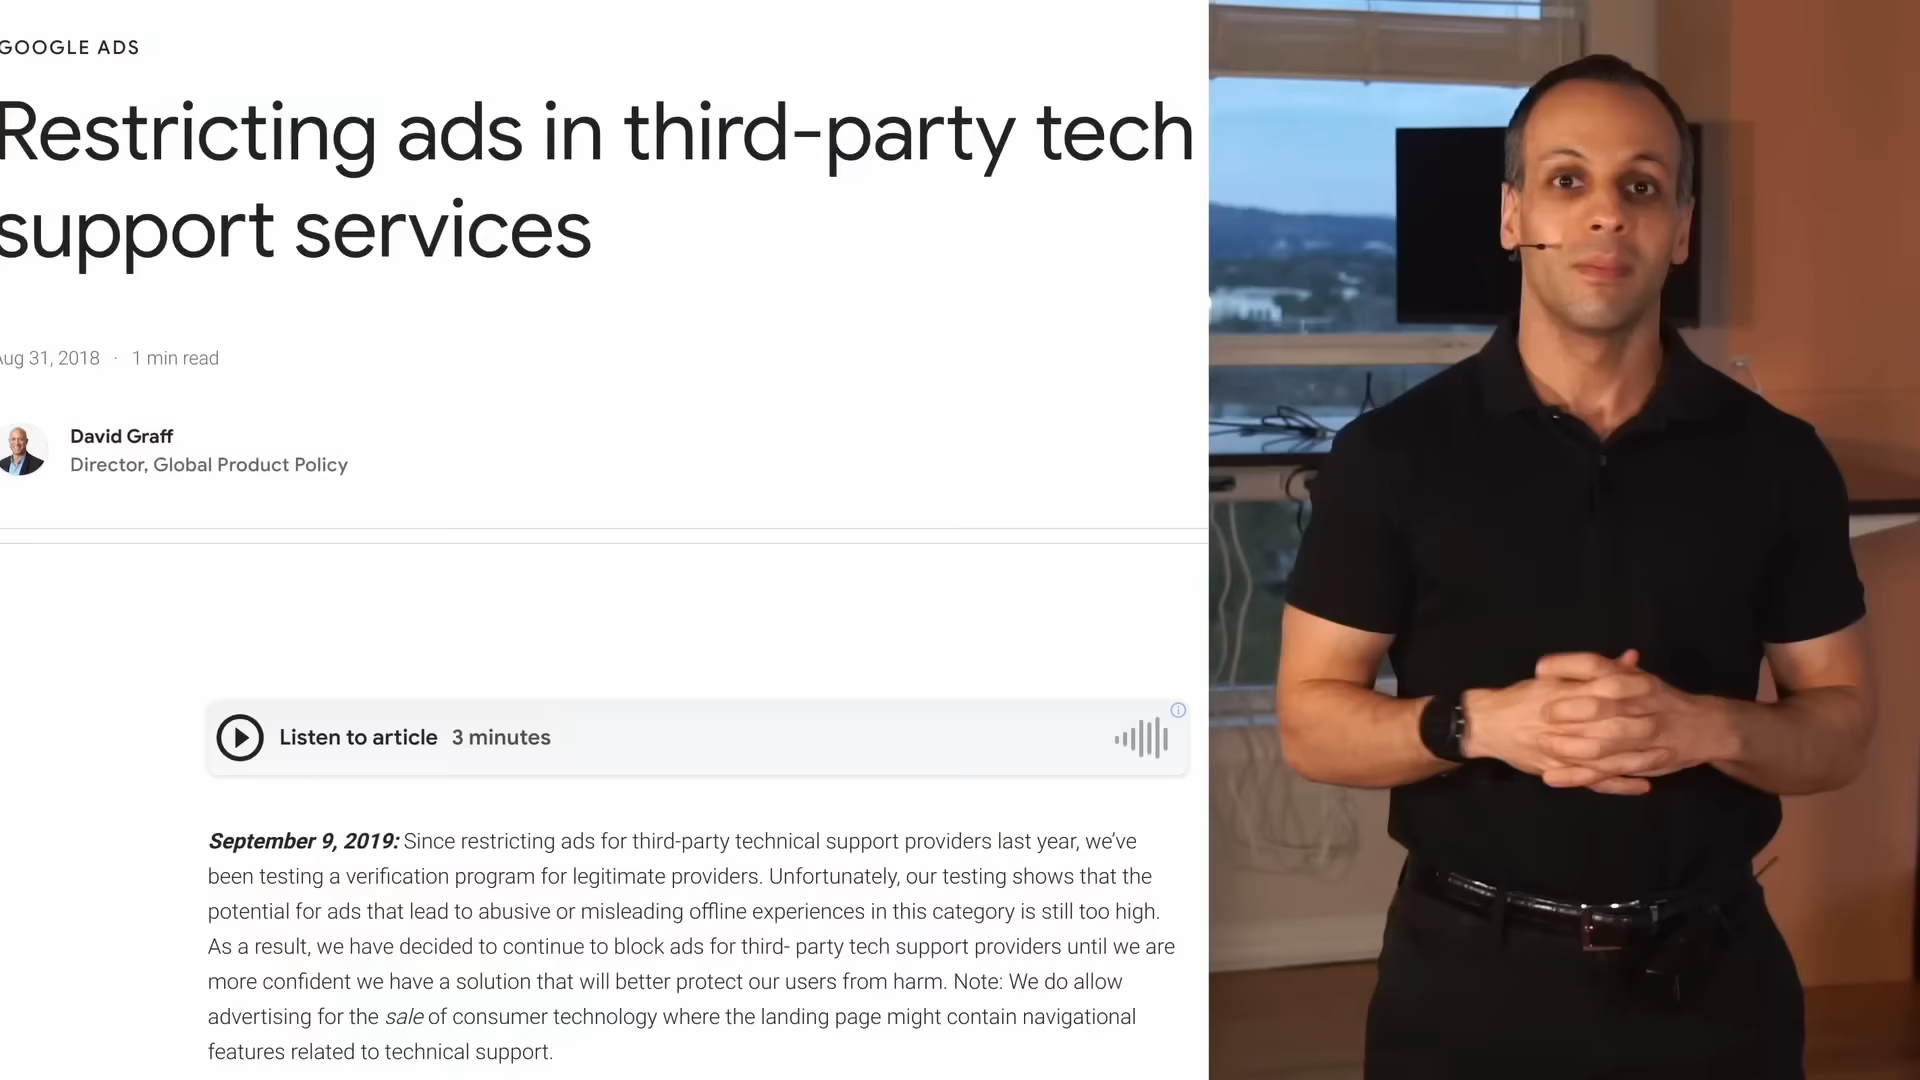 GOOGLE ADS
Restricting ads in third-party tech
support services
Aug 31, 2018 · 1 min read
David Graff
Director, Global Product Policy
Listen to article 3 minutes
September 9, 2019: Since restricting ads for third-party technical support providers last year, we’ve
been testing a verification program for legitimate providers. Unfortunately, our testing shows that the
potential for ads that lead to abusive or misleading offline experiences in this category is still too high.
As a result, we have decided to continue to block ads for third- party tech support providers until we are
more confident we have a solution that will better protect our users from harm. Note: We do allow
advertising for the sale of consumer technology where the landing page might contain navigational
features related to technical support.